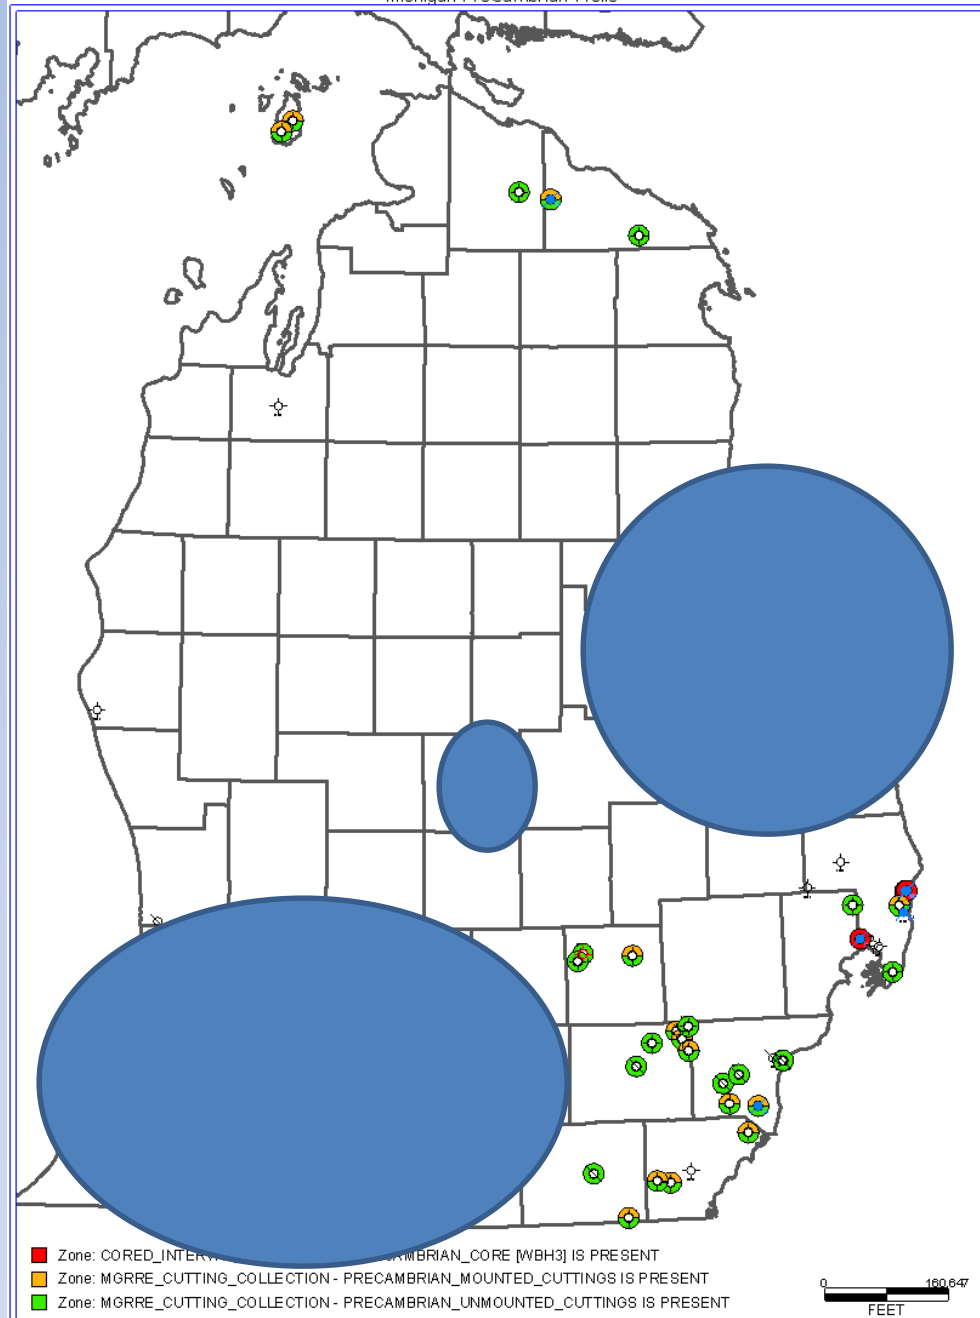 Zone: CORED_INTERV MBRIAN_CORE [WBH3] IS PRESENT
Zone: MGRRE_CUTTING_COLLECTION - PRECAMBRIAN_MOUNTED_CUTTINGS IS PRESENT
Zone: MGRRE_CUTTING_COLLECTION - PRECAMBRIAN_UNMOUNTED_CUTTINGS IS PRESENT
0 160,647
FEET